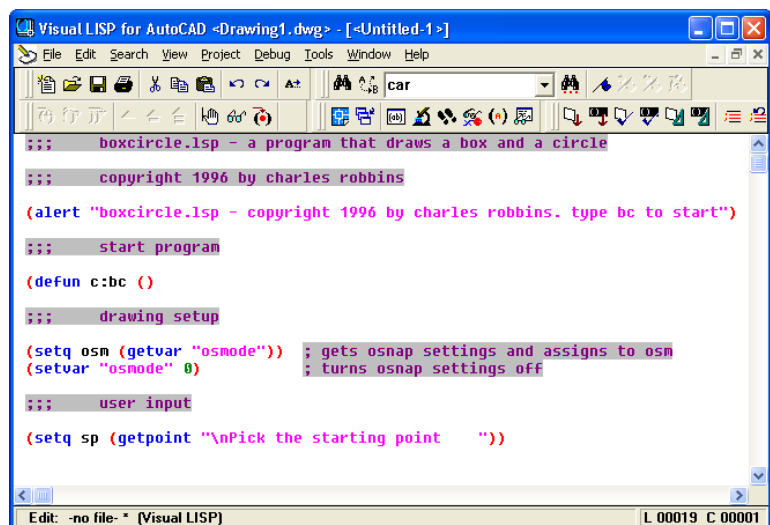 Visual LISP for AutoCAD <Drawing1.dwg> - [<Untitled-1>]
File Edit Search View Project Debug Tools Window Help
car
;;; boxcircle.lsp - a program that draws a box and a circle
;;; copyright 1996 by charles robbins
(alert "boxcircle.lsp - copyright 1996 by charles robbins. type bc to start")
;;; start program
(defun c:bc ()
;;; drawing setup
(setq osm (getvar "osmode")) ; gets osnap settings and assigns to osm
(setvar "osmode" 0) ; turns osnap settings off
;;; user input
(setq sp (getpoint "\nPick the starting point    "))
Edit: -no file- * (Visual LISP) L 00019 C 00001